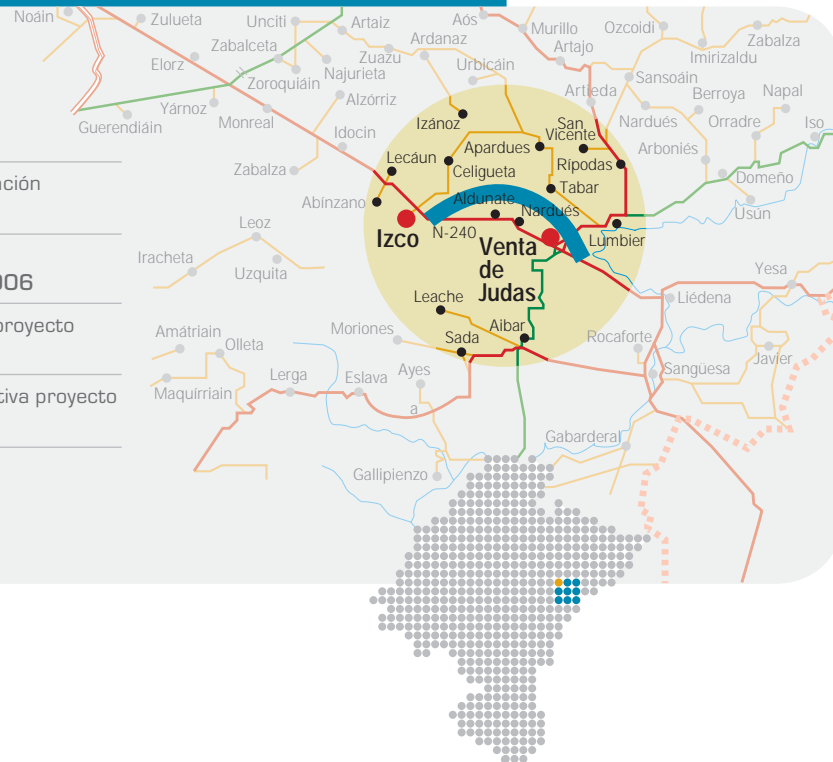 Noáin
Zulueta
Unciti
Artaiz
Aós
Murillo
Ozcoidi
Zabalza
Ardanaz
Artajo
Imirizaldu
Zabalceta
Zuazu
Elorz
Urbicáin
Najurieta
Zoroquiáin
Sansoáin
Artieda
Berroya
Napal
Alzórriz
Yárnoz
Guerendiáin
Monreal
Izánoz
San
Vicente
Nardués
Orradre
Iso
Idocin
Apardues
Arboniés
Lecáun
Celigueta
Rípodas
Zabalza
Domeño
ación
Tabar
Abínzano
Aldunate
Nardués
Usún
Leoz
Izco
N-240
Venta
de
Judas
Lumbier
Iracheta
Uzquita
Yesa
006
Leache
Liédena
proyecto
Moriones
Aibar
Rocaforte
Amátriain
Olleta
Sada
Javier
Lerga
Eslava
Ayes
a
Sangüesa
tiva proyecto
Maquirriain
Gabarderal
Gallipienzo